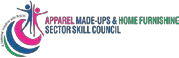 APPAREL MADE-UPS & HOME FURNISHING
SECTOR SKILL COUNCIL